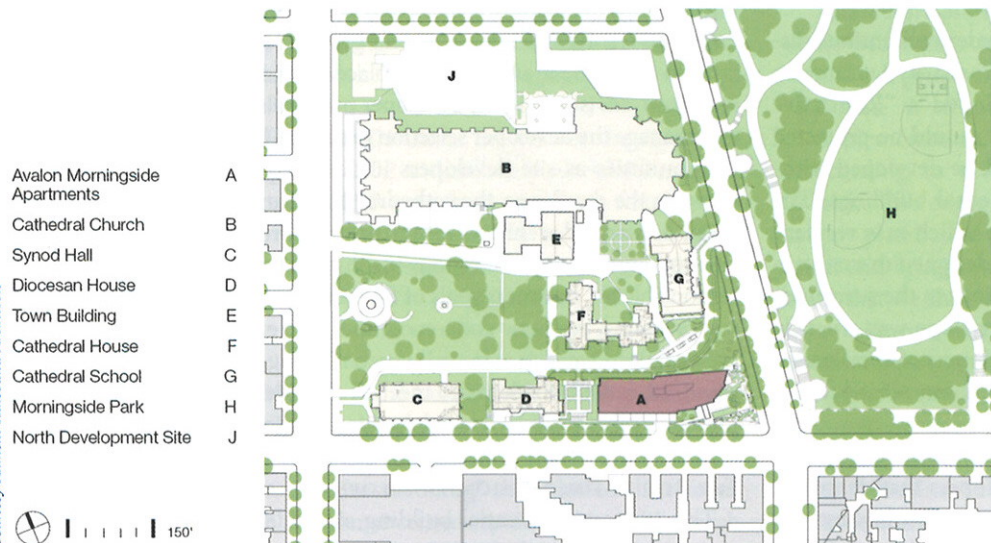 Avalon Morningside A
Apartments
Cathedral Church B
Synod Hall C
Diocesan House D
Town Building E
Cathedral House F
Cathedral School G
Morningside Park H
North Development Site J
150'
J
B
H
E
G
F
C
D
A